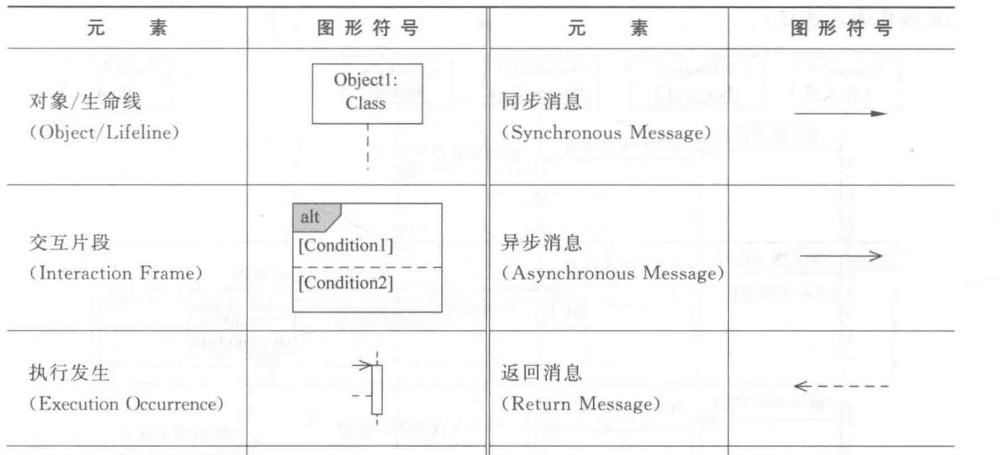 元 素 图形符号 元 素 图形符号
对象/生命线
(Object/Lifeline)
Object1:
Class
同步消息
(Synchronous Message)
交互片段
(Interaction Frame)
alt
[Condition1]
[Condition2]
异步消息
(Asynchronous Message)
执行发生
(Execution Occurrence)
返回消息
(Return Message)